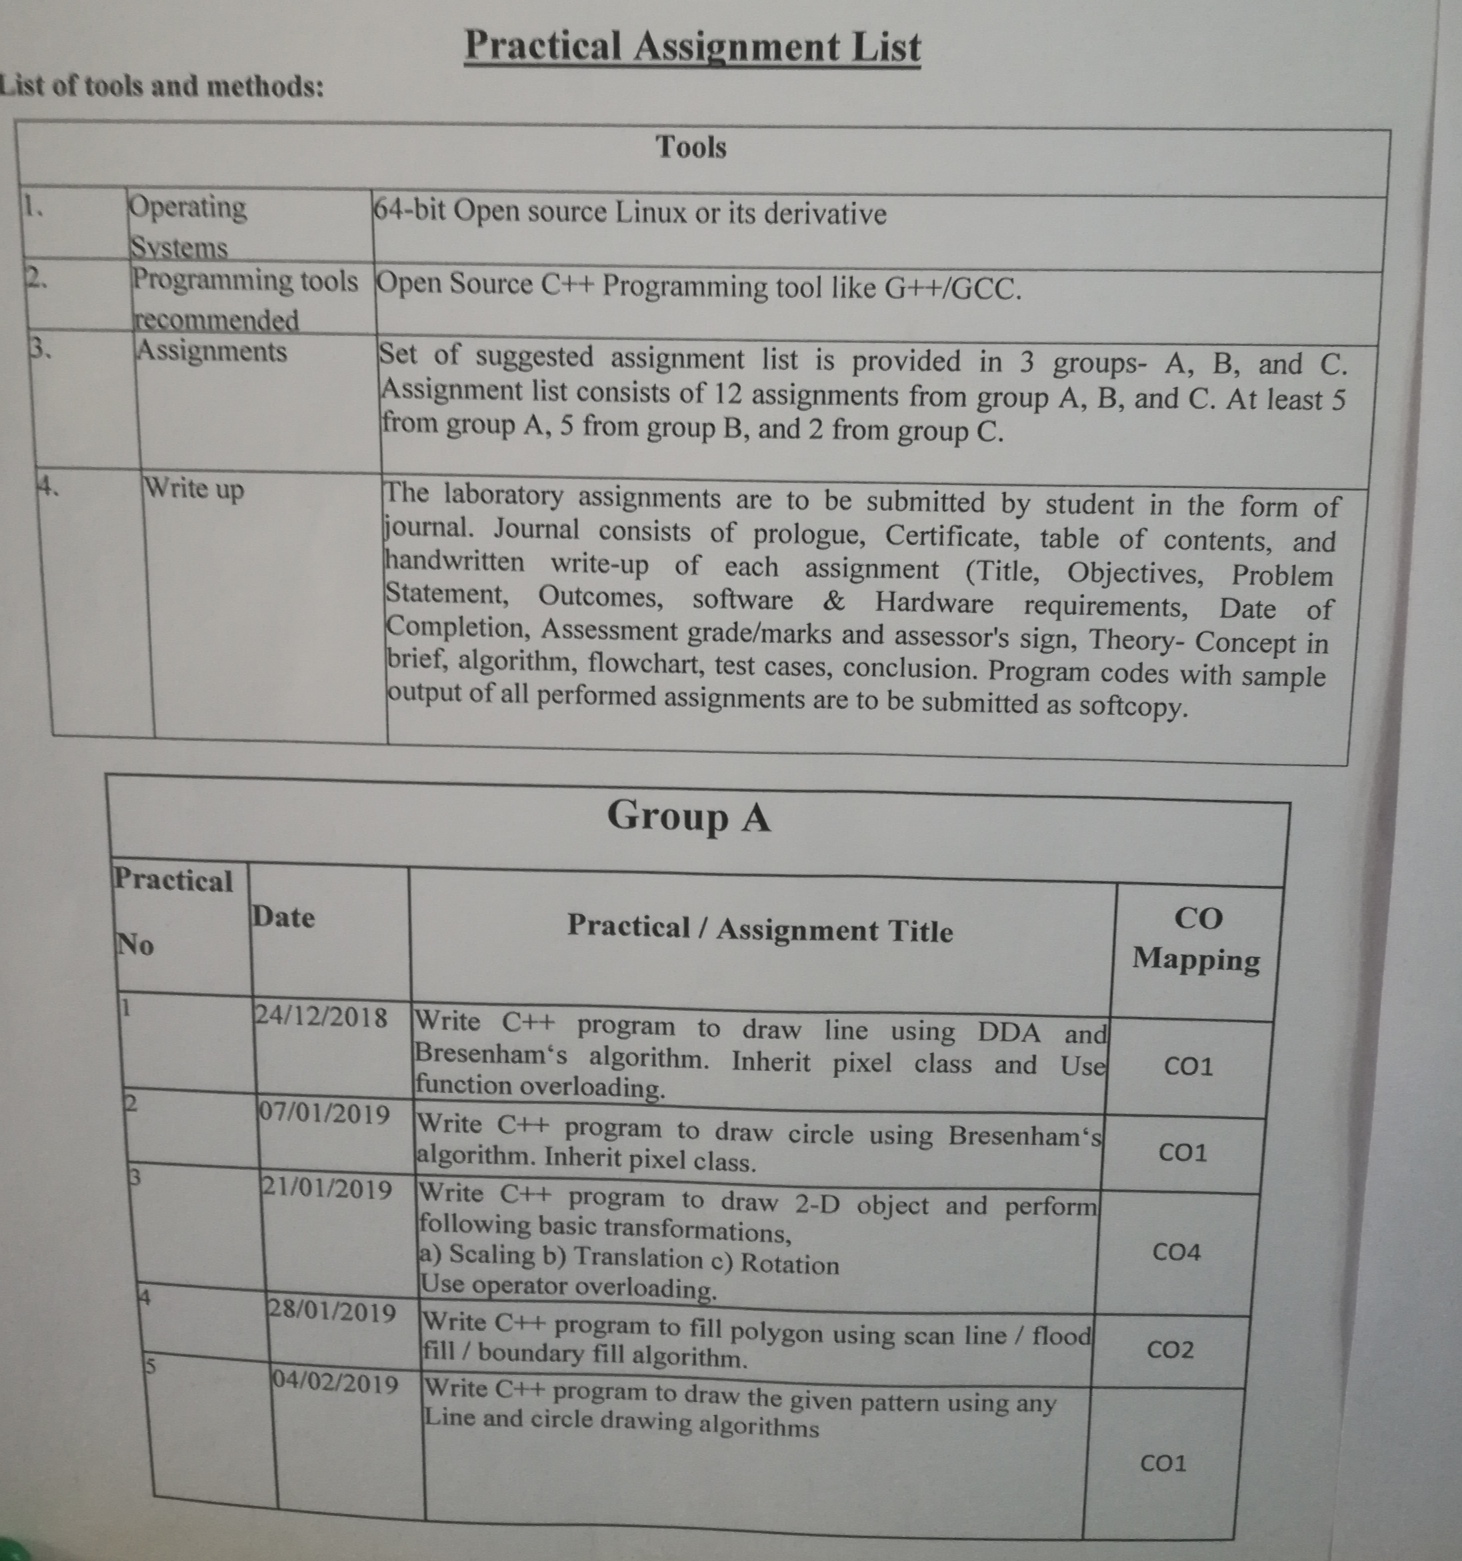 Practical Assignment List
List of tools and methods:
Tools
1.
Operating
Systems
64-bit Open source Linux or its derivative
2.
Programming tools
recommended
Open Source C++ Programming tool like G++/GCC.
3.
Assignments
Set of suggested assignment list is provided in 3 groups- A, B, and C.
Assignment list consists of 12 assignments from group A, B, and C. At least 5
from group A, 5 from group B, and 2 from group C.
4.
Write up
The laboratory assignments are to be submitted by student in the form of
journal. Journal consists of prologue, Certificate, table of contents, and
handwritten write-up of each assignment (Title, Objectives, Problem
Statement, Outcomes, software & Hardware requirements, Date of
Completion, Assessment grade/marks and assessor's sign, Theory- Concept in
brief, algorithm, flowchart, test cases, conclusion. Program codes with sample
output of all performed assignments are to be submitted as softcopy.
Group A
Practical
No
Date
Practical / Assignment Title
CO
Mapping
1
24/12/2018
Write C++ program to draw line using DDA and
Bresenham‘s algorithm. Inherit pixel class and Use
function overloading.
CO1
2
07/01/2019
Write C++ program to draw circle using Bresenham‘s
algorithm. Inherit pixel class.
CO1
3
21/01/2019
Write C++ program to draw 2-D object and perform
following basic transformations,
a) Scaling b) Translation c) Rotation
Use operator overloading.
CO4
4
28/01/2019
Write C++ program to fill polygon using scan line / flood
fill / boundary fill algorithm.
CO2
5
04/02/2019
Write C++ program to draw the given pattern using any
Line and circle drawing algorithms
CO1